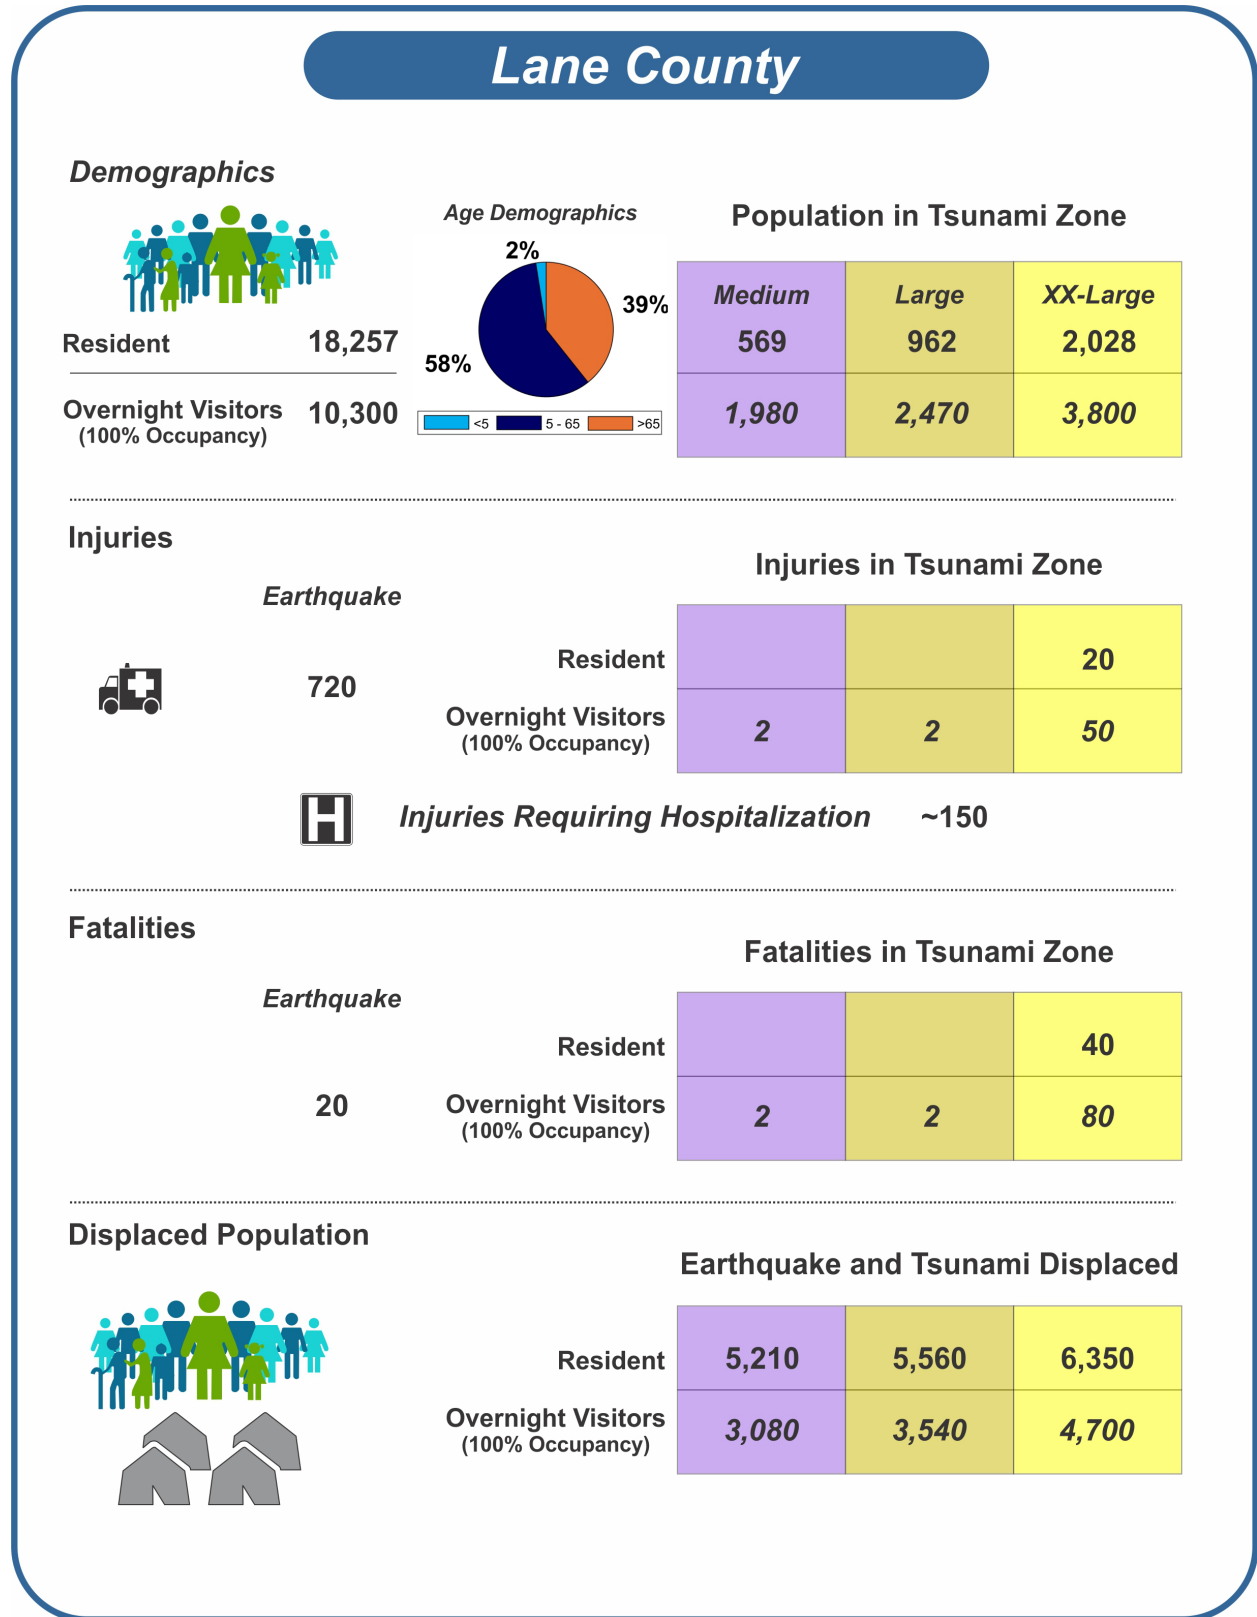 Lane County
Demographics
Age Demographics
Population in Tsunami Zone
2%
39%
58%
<5 5 - 65 >65
Medium Large XX-Large
Resident 18,257 569 962 2,028
Overnight Visitors 10,300 1,980 2,470 3,800
(100% Occupancy)
Injuries
Injuries in Tsunami Zone
Earthquake
720
Resident 20
Overnight Visitors 2 2 50
(100% Occupancy)
H Injuries Requiring Hospitalization ~150
Fatalities
Fatalities in Tsunami Zone
Earthquake
20
Resident 40
Overnight Visitors 2 2 80
(100% Occupancy)
Displaced Population
Earthquake and Tsunami Displaced
Resident 5,210 5,560 6,350
Overnight Visitors 3,080 3,540 4,700
(100% Occupancy)